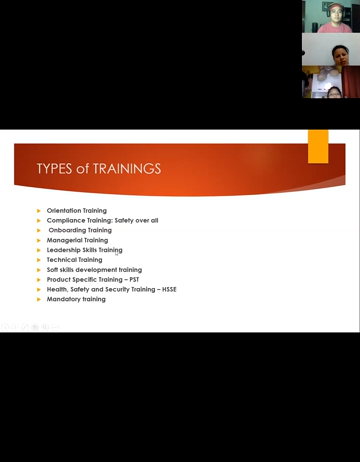 TYPES of TRAININGS
Orientation Training
Compliance Training: Safety over all
Onboarding Training
Managerial Training
Leadership Skills Training
Technical Training
Soft skills development training
Product Specific Training – PST
Health, Safety and Security Training – HSSE
Mandatory training